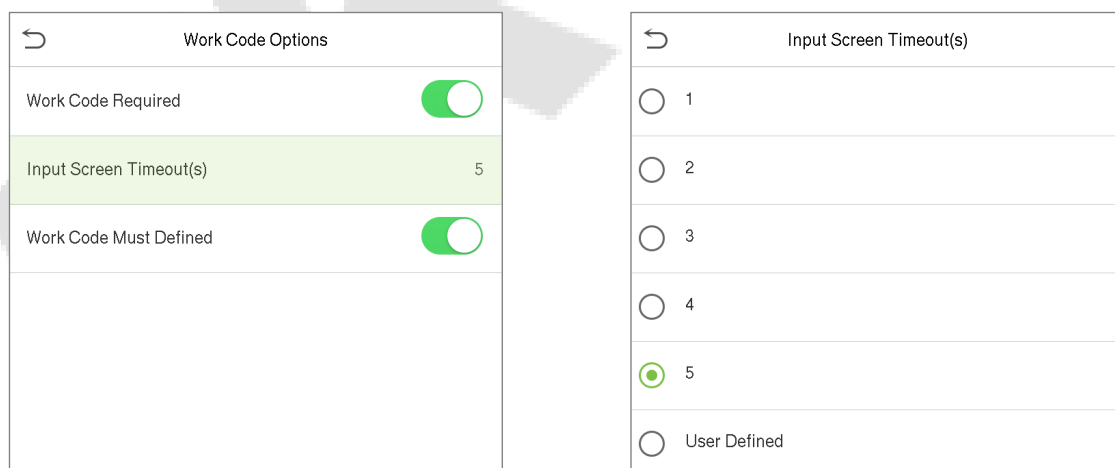 Work Code Options
Work Code Required
Input Screen Timeout(s) 5
Work Code Must Defined
Input Screen Timeout(s)
1
2
3
4
5
User Defined